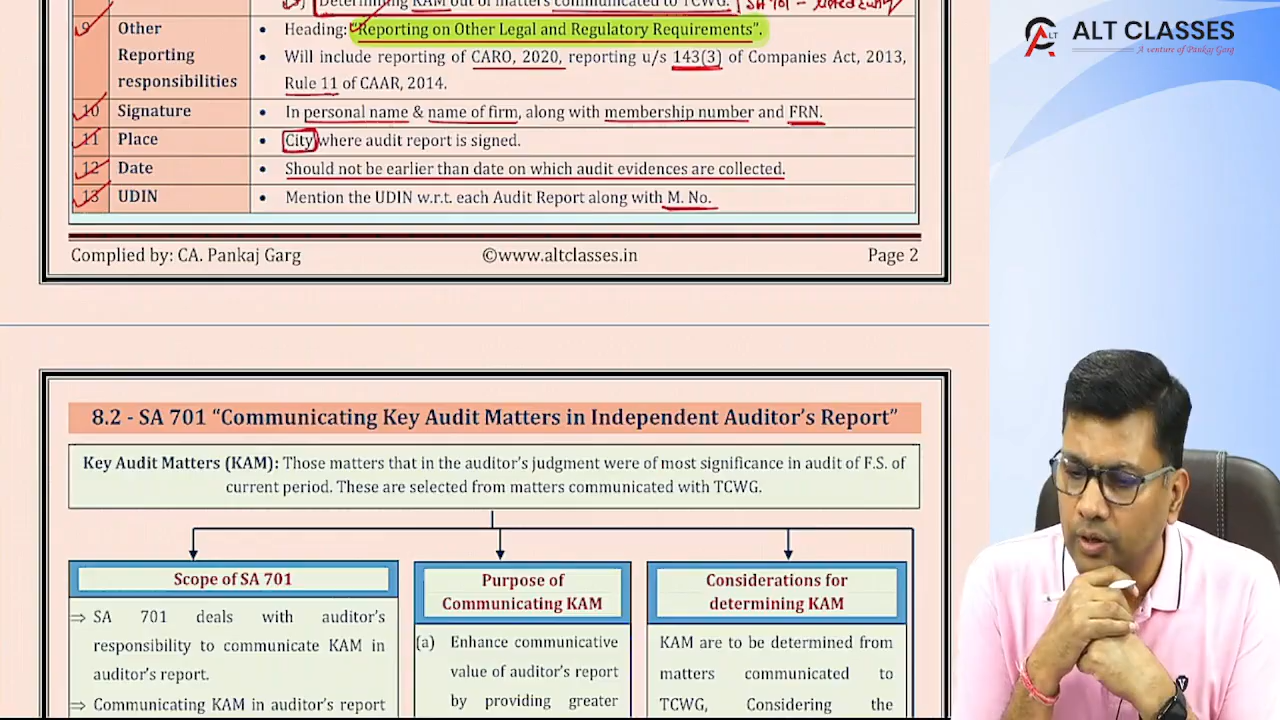 Determining KAM out of matters communicated to TCWG. SA 701 - Listed Entity
9 Other Reporting responsibilities
• Heading: "Reporting on Other Legal and Regulatory Requirements".
• Will include reporting of CARO, 2020, reporting u/s 143(3) of Companies Act, 2013,
Rule 11 of CAAR, 2014.
10 Signature • In personal name & name of firm, along with membership number and FRN.
11 Place • City where audit report is signed.
12 Date • Should not be earlier than date on which audit evidences are collected.
13 UDIN • Mention the UDIN w.r.t. each Audit Report along with M. No.
Complied by: CA. Pankaj Garg ©www.altclasses.in Page 2
8.2 - SA 701 "Communicating Key Audit Matters in Independent Auditor's Report"
Key Audit Matters (KAM): Those matters that in the auditor's judgment were of most significance in audit of F.S. of
current period. These are selected from matters communicated with TCWG.
Scope of SA 701
⇒ SA 701 deals with auditor's
responsibility to communicate KAM in
auditor's report.
⇒ Communicating KAM in auditor's report
Purpose of
Communicating KAM
(a) Enhance communicative
value of auditor's report
by providing greater
Considerations for
determining KAM
KAM are to be determined from
matters communicated to
TCWG, Considering the
ALT
ALT CLASSES
A venture of Pankaj Garg